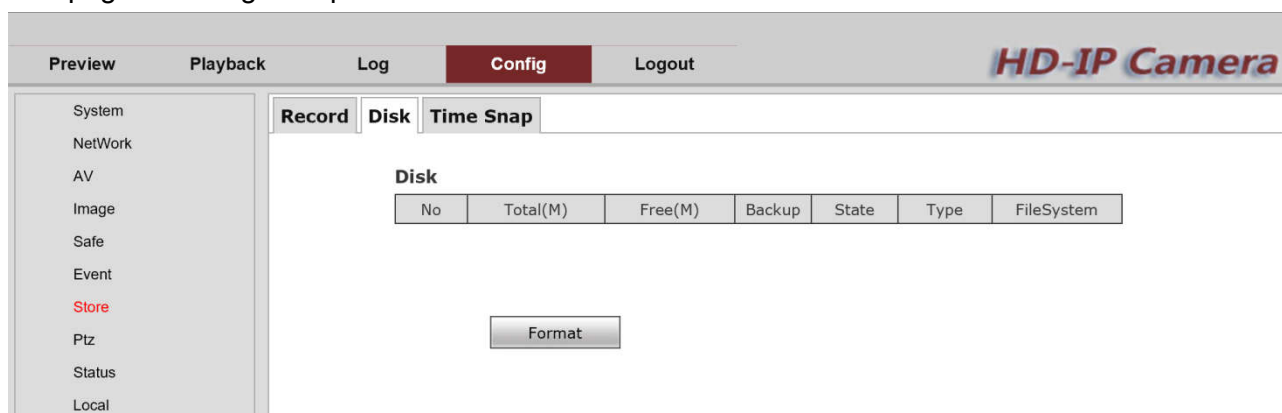 Preview Playback Log Config Logout HD-IP Camera
System
NetWork
AV
Image
Safe
Event
Store
Ptz
Status
Local
Record Disk Time Snap
Disk
No Total(M) Free(M) Backup State Type FileSystem
Format